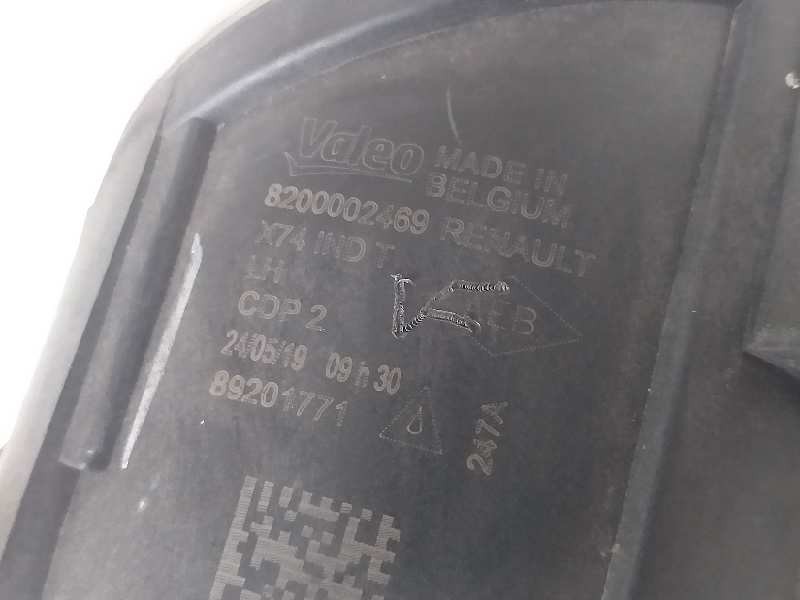 Valeo MADE IN BELGIUM
8200002469 RENAULT
X74 IND T
LH
CDP 2
24/05/19 09 h 30
89201771
247A